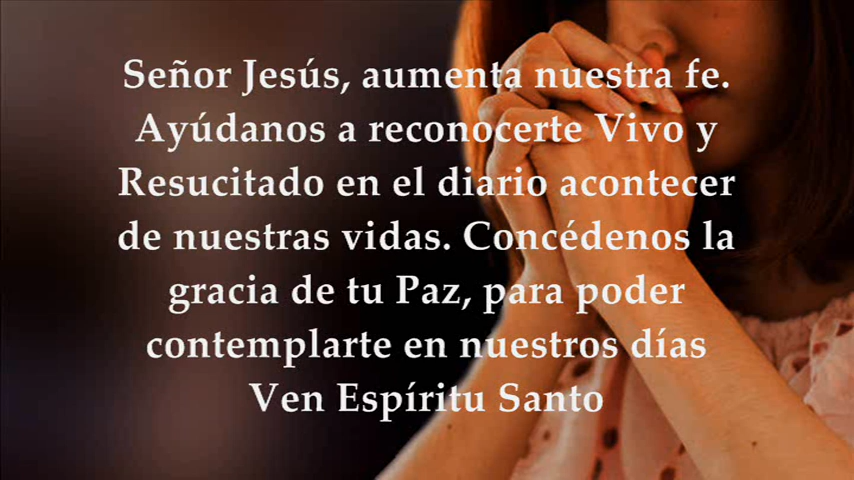 Señor Jesús, aumenta nuestra fe.
Ayúdanos a reconocerte Vivo y
Resucitado en el diario acontecer
de nuestras vidas. Concédenos la
gracia de tu Paz, para poder
contemplarte en nuestros días
Ven Espíritu Santo